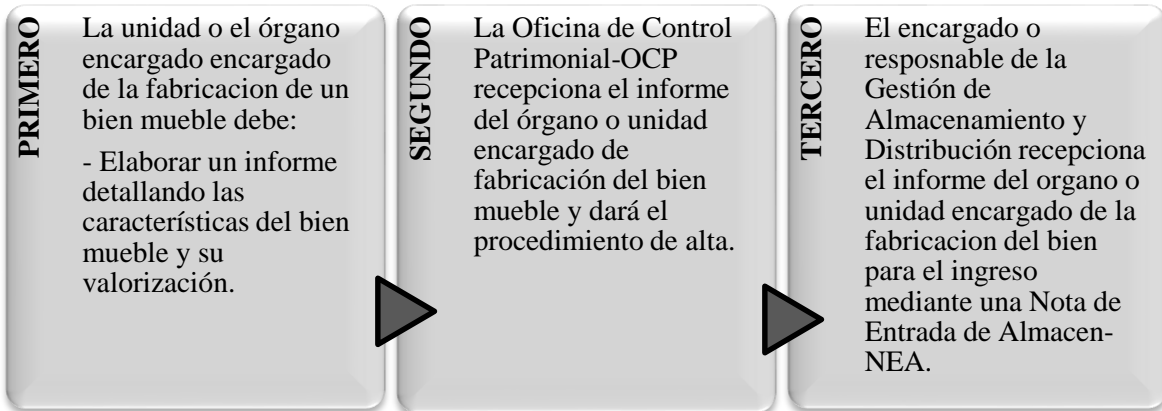 PRIMERO
La unidad o el órgano
encargado encargado
de la fabricacion de un
bien mueble debe:
- Elaborar un informe
detallando las
características del bien
mueble y su
valorización.
SEGUNDO
La Oficina de Control
Patrimonial-OCP
recepciona el informe
del órgano o unidad
encargado de
fabricación del bien
mueble y dará el
procedimiento de alta.
TERCERO
El encargado o
resposnable de la
Gestión de
Almacenamiento y
Distribución recepciona
el informe del organo o
unidad encargado de la
fabricacion del bien
para el ingreso
mediante una Nota de
Entrada de Almacen-
NEA.